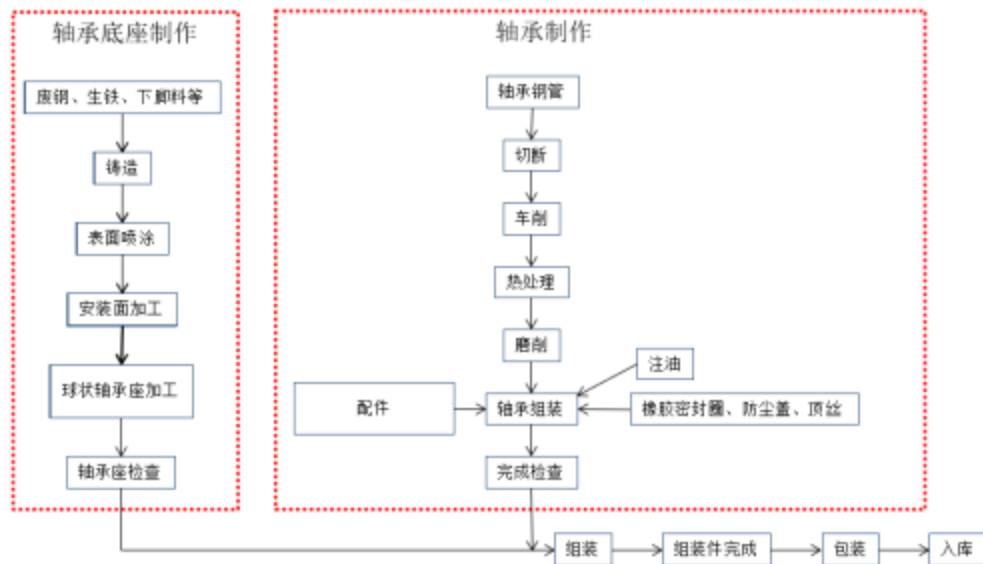 轴承底座制作
废钢、生铁、下脚料等
铸造
表面喷涂
安装面加工
球状轴承座加工
轴承座检查
轴承制作
轴承钢管
切断
车削
热处理
磨削
注油
配件
轴承组装
橡胶密封圈、防尘盖、顶丝
完成检查
组装
组装件完成
包装
入库